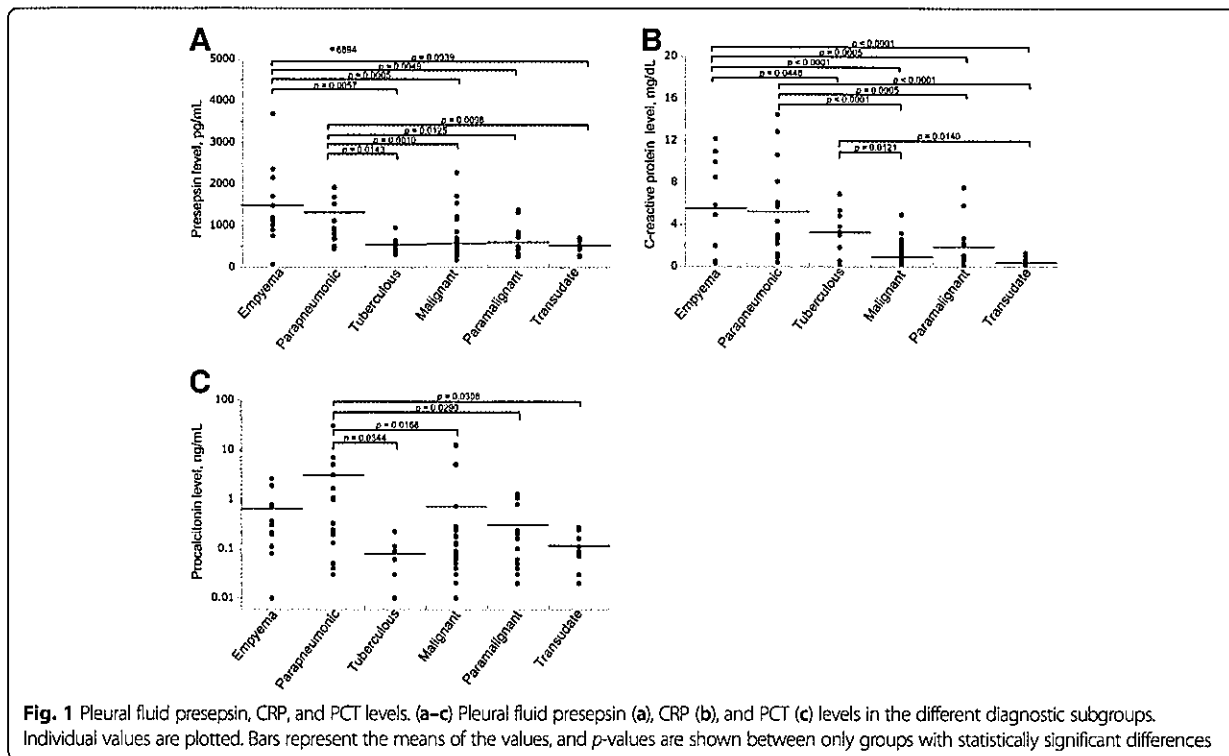 A
*6894
p = 0.0039
p = 0.0049
p = 0.0005
p = 0.0057
p = 0.0098
p = 0.0125
p = 0.0010
p = 0.0143
5000
4000
3000
2000
1000
0
Presepsin level, pg/mL
Empyema
Parapneumonic
Tuberculous
Malignant
Paramalignant
Transudate
B
p < 0.0001
p = 0.0005
p < 0.0001
p = 0.0448
p < 0.0001
p = 0.0005
p < 0.0001
p = 0.0140
p = 0.0121
20
16
12
8
4
0
C-reactive protein level, mg/dL
Empyema
Parapneumonic
Tuberculous
Malignant
Paramalignant
Transudate
C
p = 0.0308
p = 0.0290
p = 0.0168
p = 0.0344
100
10
1
0.1
0.01
Procalcitonin level, ng/mL
Empyema
Parapneumonic
Tuberculous
Malignant
Paramalignant
Transudate
Fig. 1 Pleural fluid presepsin, CRP, and PCT levels. (a–c) Pleural fluid presepsin (a), CRP (b), and PCT (c) levels in the different diagnostic subgroups.
Individual values are plotted. Bars represent the means of the values, and p-values are shown between only groups with statistically significant differences